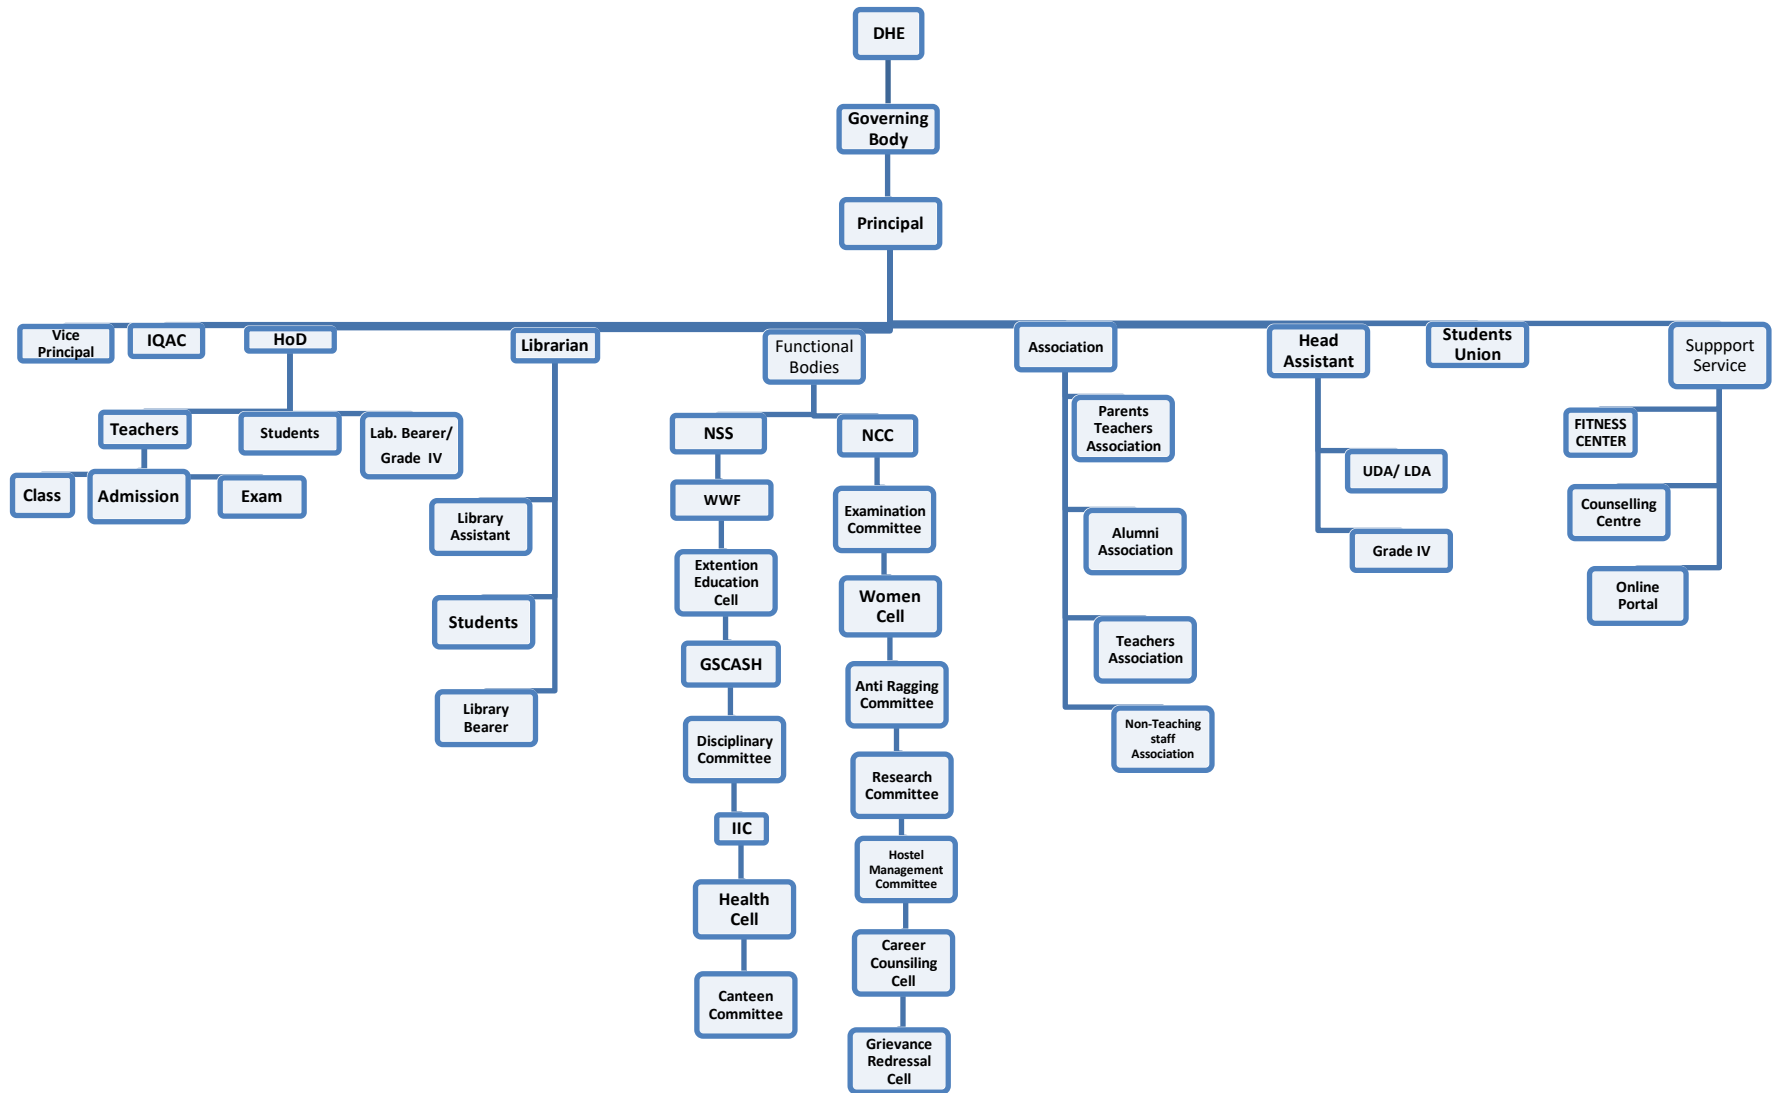 DHE
Governing
Body
Principal
Vice
Principal
IQAC
HoD
Librarian
Functional
Bodies
Association
Head
Assistant
Students
Union
Suppport
Service
Teachers
Students
Lab. Bearer/
Grade IV
Class
Admission
Exam
Library
Assistant
Students
Library
Bearer
NSS
WWF
Extention
Education
Cell
GSCASH
Disciplinary
Committee
IIC
Health
Cell
Canteen
Committee
NCC
Examination
Committee
Women
Cell
Anti Ragging
Committee
Research
Committee
Hostel
Management
Committee
Career
Counsiling
Cell
Grievance
Redressal
Cell
Parents
Teachers
Association
Alumni
Association
Teachers
Association
Non-Teaching
staff
Association
UDA/ LDA
Grade IV
FITNESS
CENTER
Counselling
Centre
Online
Portal